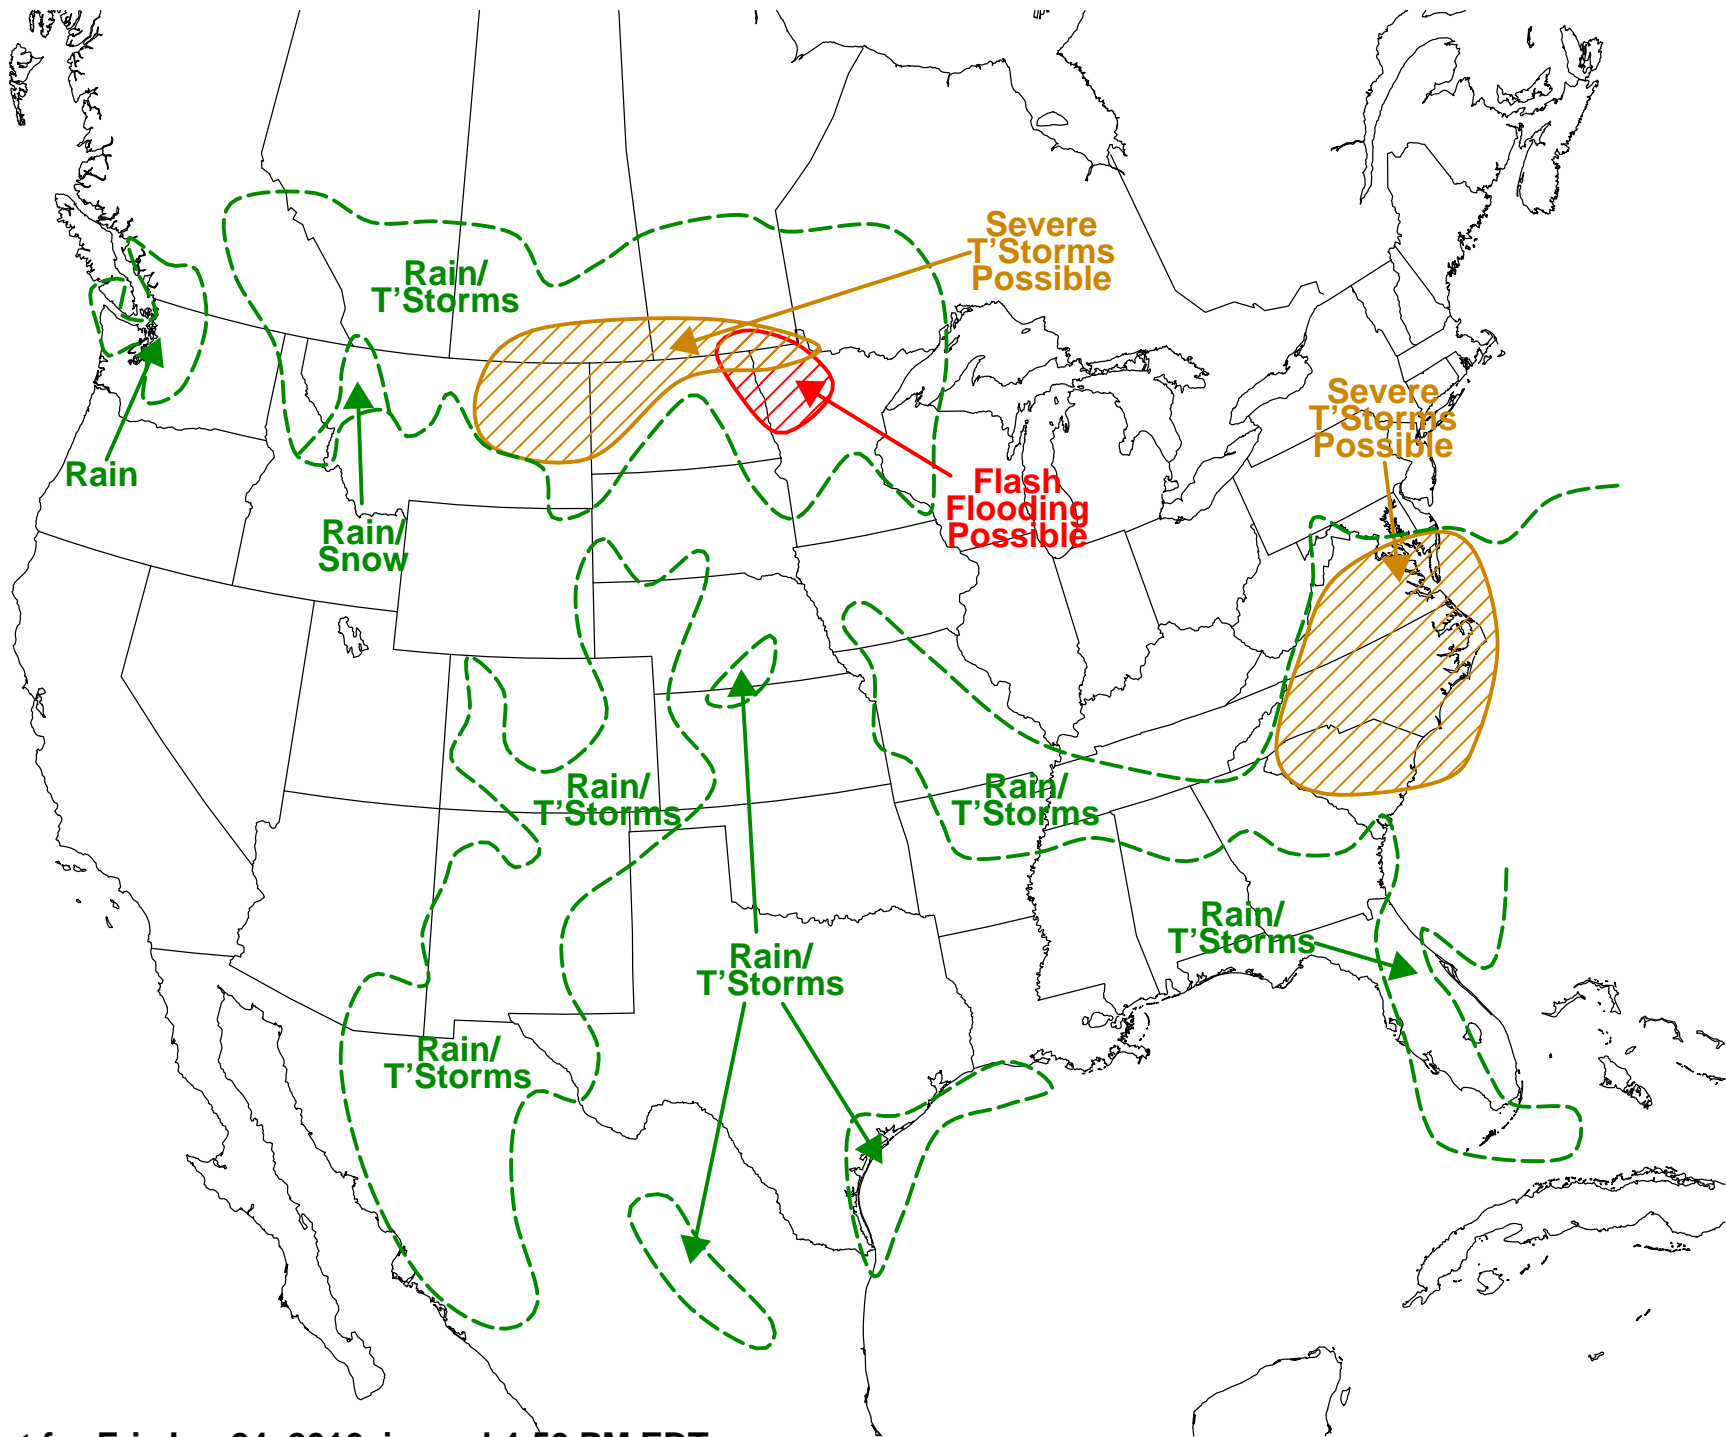 Severe
T’Storms
Possible
Rain/
T’Storms
Severe
T’Storms
Possible
Rain
Flash
Flooding
Possible
Rain/
Snow
Rain/
T’Storms
Rain/
T’Storms
Rain/
T’Storms
Rain/
T’Storms
Rain/
T’Storms